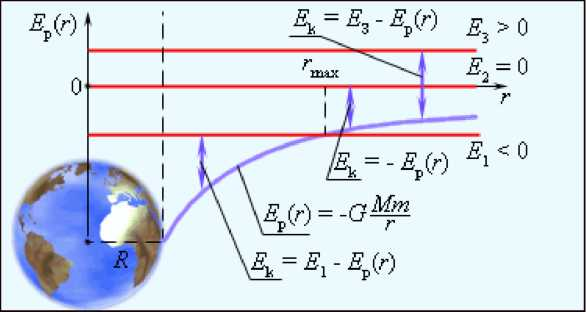 Eₚ(r)
Eₖ = E₃ - Eₚ(r)
E₃ > 0
rₘₐₓ
E₂ = 0
0
r
E₁ < 0
Eₖ = - Eₚ(r)
Eₚ(r) = -G Mm/r
R
Eₖ = E₁ - Eₚ(r)